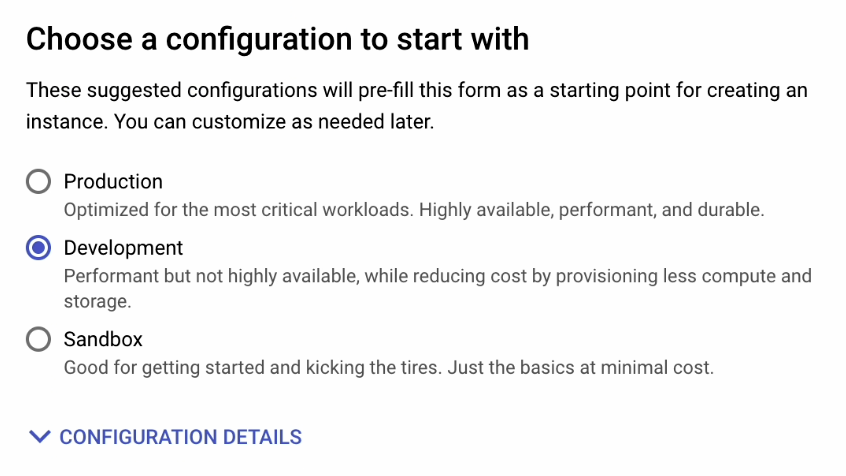 Choose a configuration to start with
These suggested configurations will pre-fill this form as a starting point for creating an
instance. You can customize as needed later.
Production
Optimized for the most critical workloads. Highly available, performant, and durable.
Development
Performant but not highly available, while reducing cost by provisioning less compute and
storage.
Sandbox
Good for getting started and kicking the tires. Just the basics at minimal cost.
CONFIGURATION DETAILS